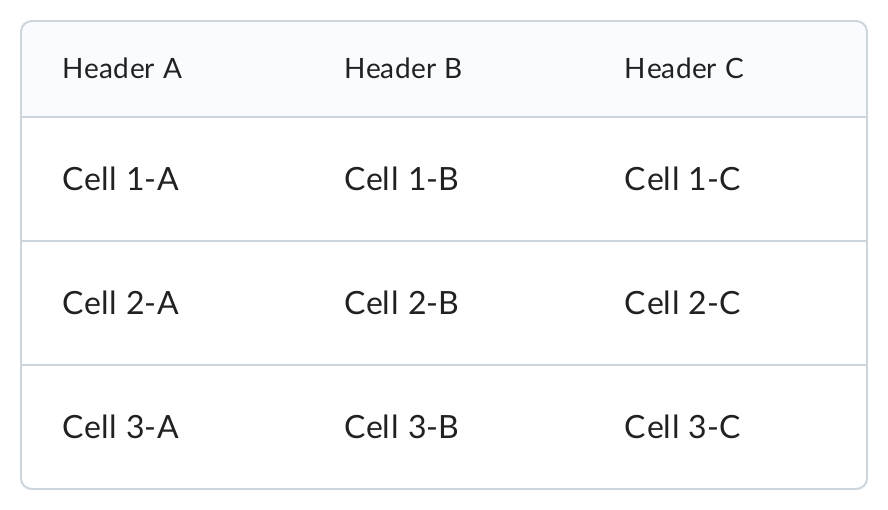 Header A Header B Header C
Cell 1-A Cell 1-B Cell 1-C
Cell 2-A Cell 2-B Cell 2-C
Cell 3-A Cell 3-B Cell 3-C